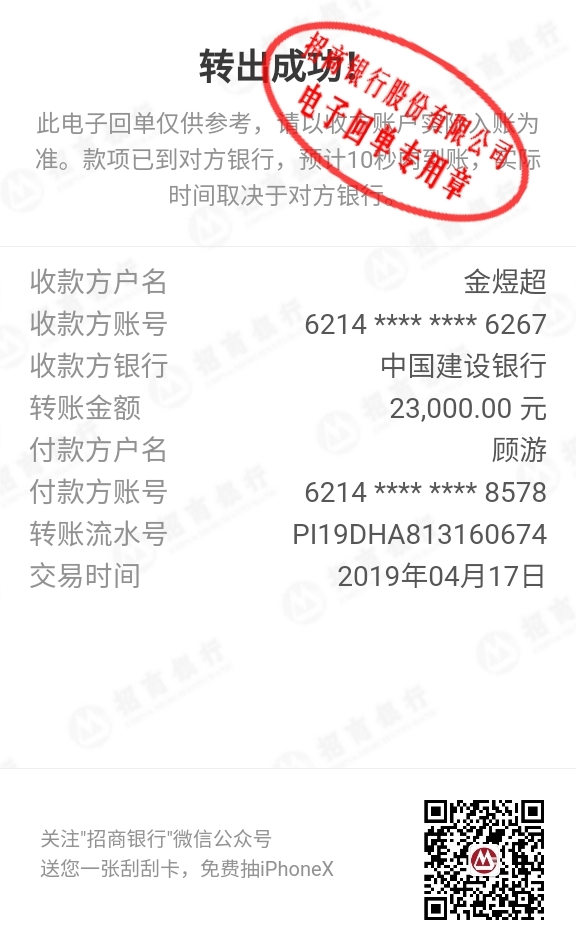 转出成功!
招商银行股份有限公司
电子回单专用章
此电子回单仅供参考，请以收方账户实际入账为
准。款项已到对方银行，预计10秒内到账，实际
时间取决于对方银行。
收款方户名 金煜超
收款方账号 6214 **** **** 6267
收款方银行 中国建设银行
转账金额 23,000.00 元
付款方户名 顾游
付款方账号 6214 **** **** 8578
转账流水号 PI19DHA813160674
交易时间 2019年04月17日
招商银行
关注"招商银行"微信公众号
送您一张刮刮卡，免费抽iPhoneX